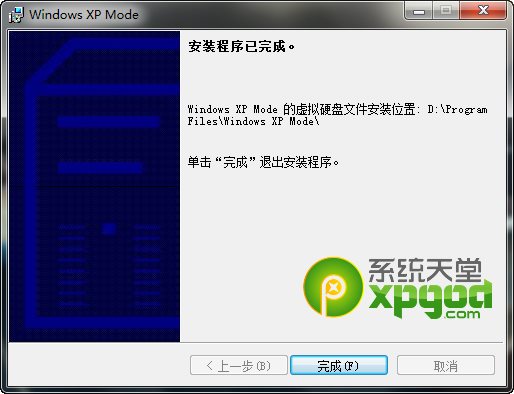 Windows XP Mode
安装程序已完成。
Windows XP Mode 的虚拟硬盘文件安装位置: D:\Program
Files\Windows XP Mode\
单击“完成”退出安装程序。
系统天堂
xpgod
.com
< 上一步(B)
完成(F)
取消